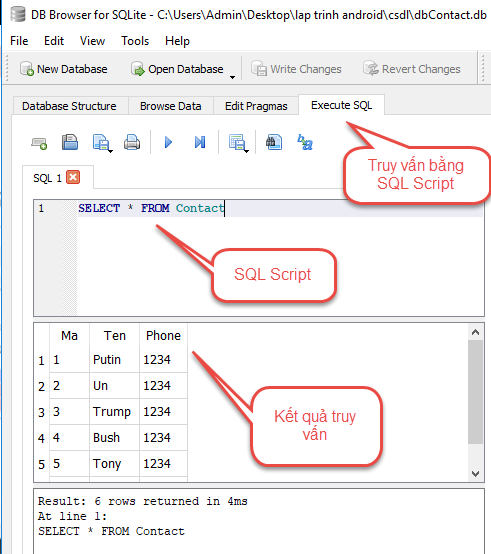 DB Browser for SQLite - C:\Users\Admin\Desktop\lap trinh android\csdl\dbContact.db
File Edit View Tools Help
New Database Open Database Write Changes Revert Changes
Database Structure Browse Data Edit Pragmas Execute SQL
Truy vấn bằng
SQL Script
SQL 1
1 SELECT * FROM Contact
SQL Script
Ma Ten Phone
1 1 Putin 1234
2 2 Un 1234
3 3 Trump 1234
4 4 Bush 1234
5 5 Tony 1234
Kết quả truy
vấn
Result: 6 rows returned in 4ms
At line 1:
SELECT * FROM Contact